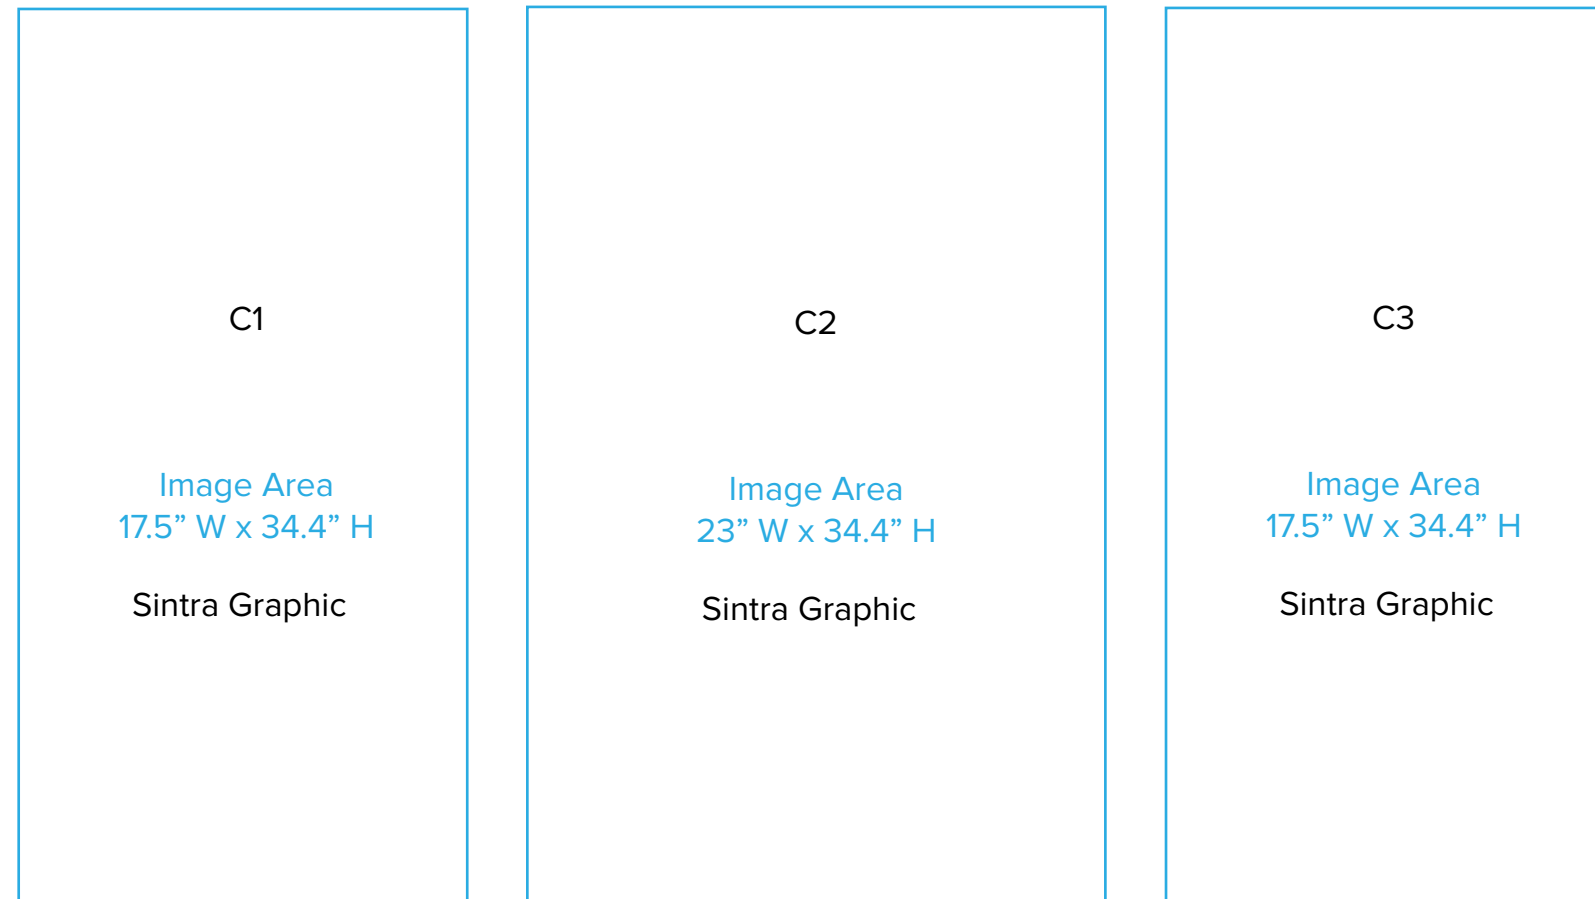 C1
Image Area
17.5” W x 34.4” H
Sintra Graphic
C2
Image Area
23” W x 34.4” H
Sintra Graphic
C3
Image Area
17.5” W x 34.4” H
Sintra Graphic